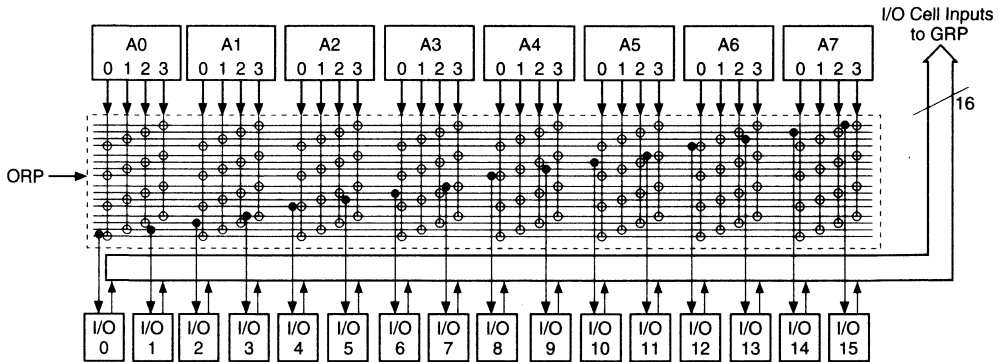 I/O Cell Inputs
to GRP
A0 A1 A2 A3 A4 A5 A6 A7
0 1 2 3 0 1 2 3 0 1 2 3 0 1 2 3 0 1 2 3 0 1 2 3 0 1 2 3 0 1 2 3
16
ORP
I/O I/O I/O I/O I/O I/O I/O I/O I/O I/O I/O I/O I/O I/O I/O I/O
0 1 2 3 4 5 6 7 8 9 10 11 12 13 14 15